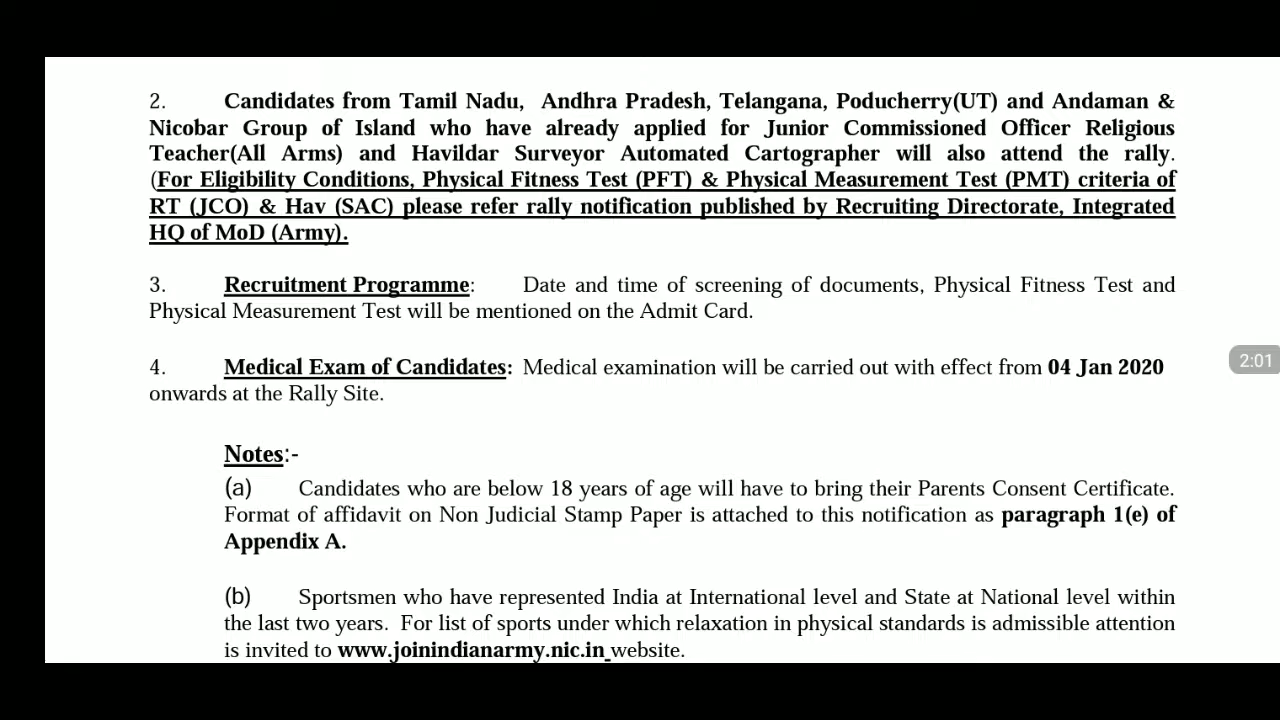 2. Candidates from Tamil Nadu, Andhra Pradesh, Telangana, Poducherry(UT) and Andaman &
Nicobar Group of Island who have already applied for Junior Commissioned Officer Religious
Teacher(All Arms) and Havildar Surveyor Automated Cartographer will also attend the rally.
(For Eligibility Conditions, Physical Fitness Test (PFT) & Physical Measurement Test (PMT) criteria of
RT (JCO) & Hav (SAC) please refer rally notification published by Recruiting Directorate, Integrated
HQ of MoD (Army).
3. Recruitment Programme: Date and time of screening of documents, Physical Fitness Test and
Physical Measurement Test will be mentioned on the Admit Card.
2:01
4. Medical Exam of Candidates: Medical examination will be carried out with effect from 04 Jan 2020
onwards at the Rally Site.
Notes:-
(a) Candidates who are below 18 years of age will have to bring their Parents Consent Certificate.
Format of affidavit on Non Judicial Stamp Paper is attached to this notification as paragraph 1(e) of
Appendix A.
(b) Sportsmen who have represented India at International level and State at National level within
the last two years. For list of sports under which relaxation in physical standards is admissible attention
is invited to www.joinindianarmy.nic.in website.